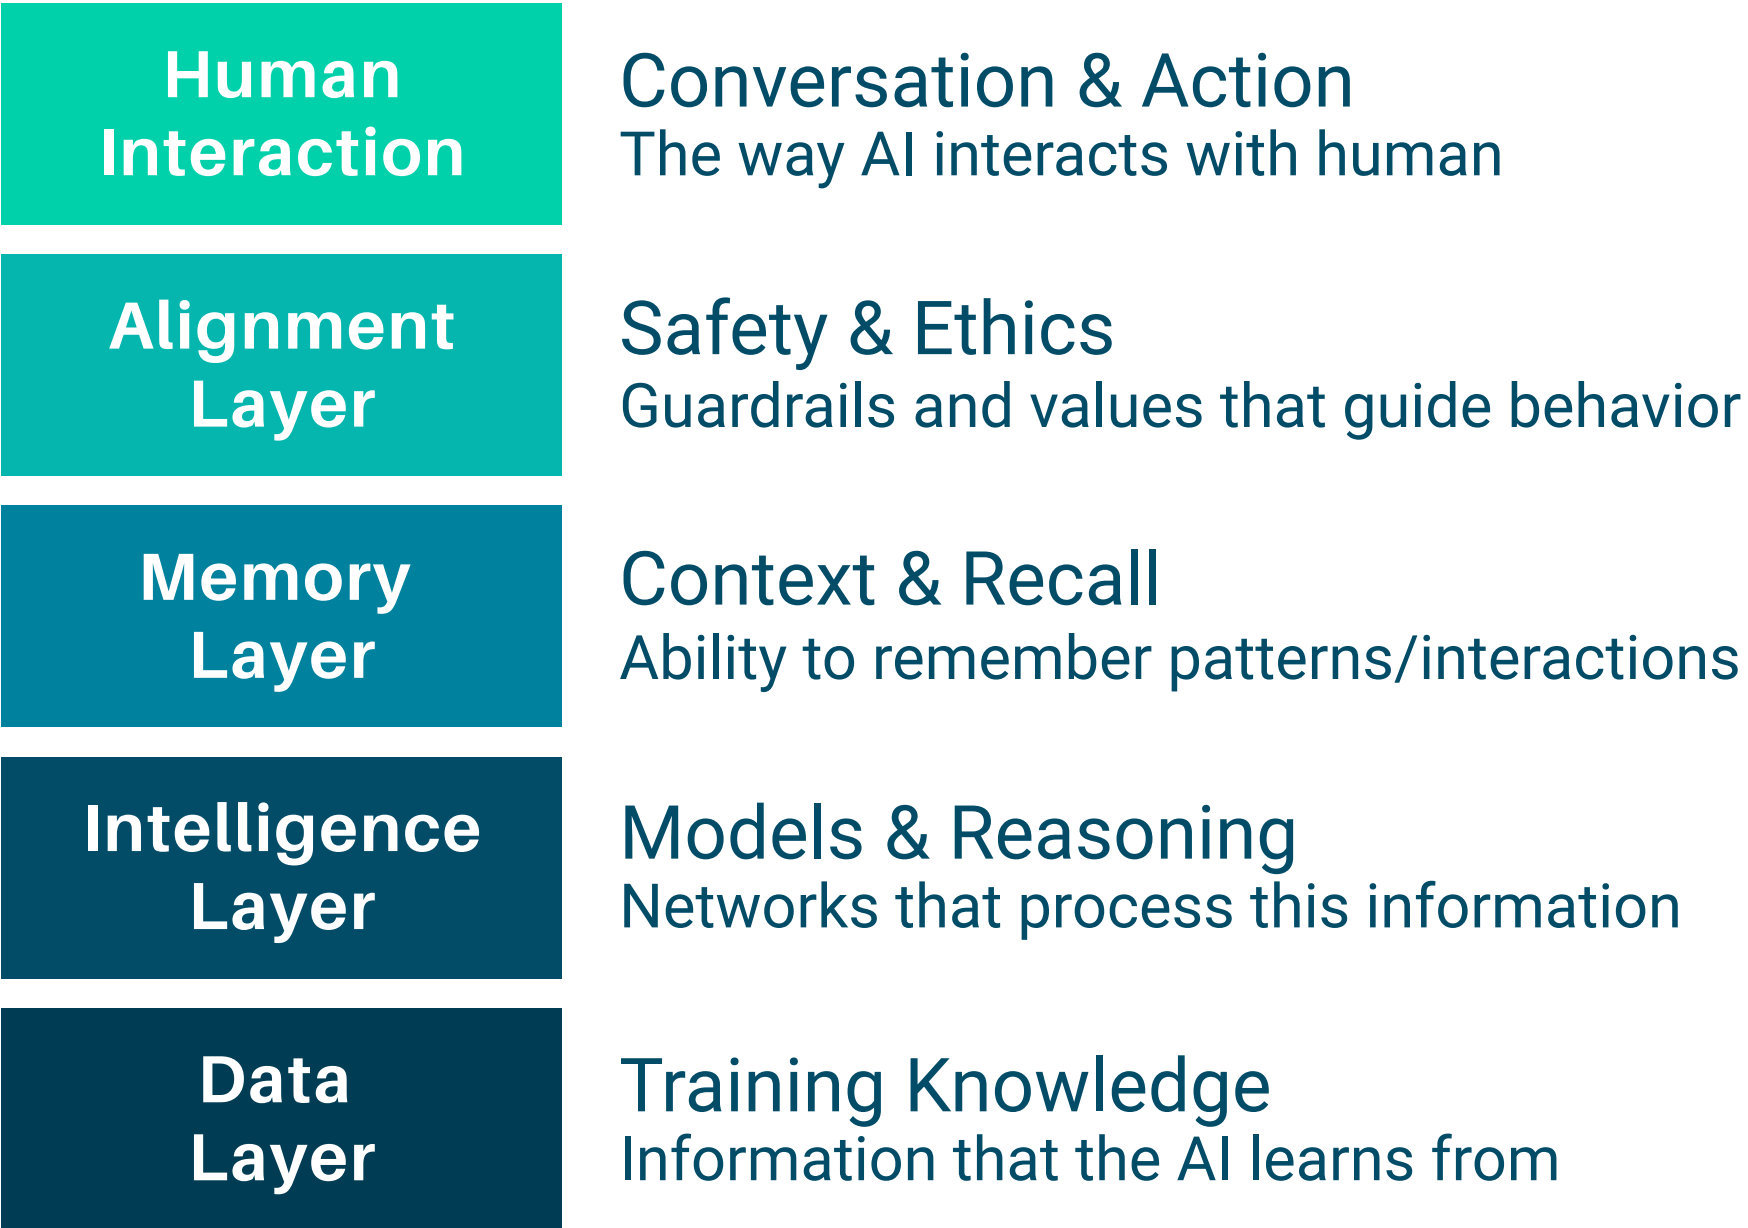 Human
Interaction
Conversation & Action
The way AI interacts with human
Alignment
Layer
Safety & Ethics
Guardrails and values that guide behavior
Memory
Layer
Context & Recall
Ability to remember patterns/interactions
Intelligence
Layer
Models & Reasoning
Networks that process this information
Data
Layer
Training Knowledge
Information that the AI learns from